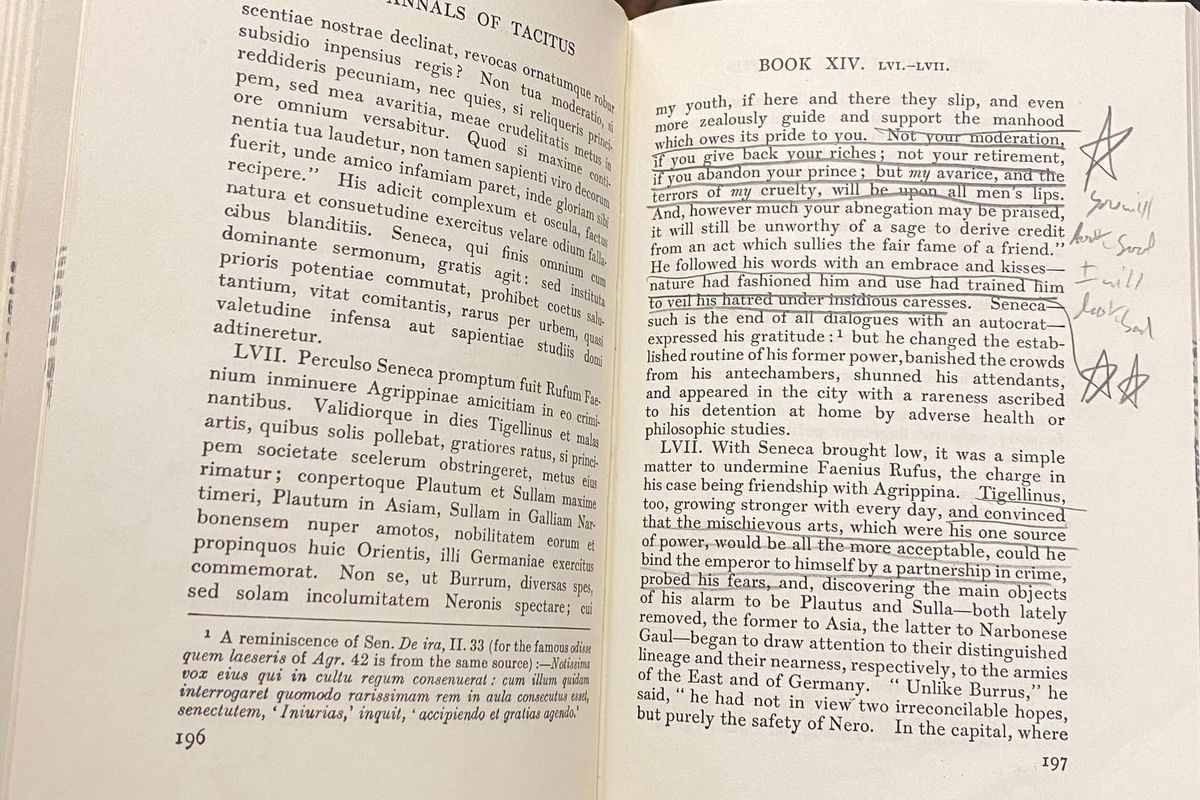 ANNALS OF TACITUS
scentiae nostrae declinat, revocas ornatumque robur
subsidio inpensius regis? Non tua moderatio, si
reddideris pecuniam, nec quies, si reliqueris princi-
pem, sed mea avaritia, meae crudelitatis metus in
ore omnium versabitur. Quod si maxime conti-
nentia tua laudetur, non tamen sapienti viro decorum
fuerit, unde amico infamiam paret, inde gloriam sibi
recipere." His adicit complexum et oscula, factus
natura et consuetudine exercitus velare odium falla-
cibus blanditiis. Seneca, qui finis omnium cum
dominante sermonum, gratis agit: sed instituta
prioris potentiae commutat, prohibet coetus salu-
tantium, vitat comitantis, rarus per urbem, quasi
valetudine infensa aut sapientiae studiis domi
adtineretur.
LVII. Perculso Seneca promptum fuit Rufum Fae-
nium inminuere Agrippinae amicitiam in eo crimi-
nantibus. Validiorque in dies Tigellinus et malas
artis, quibus solis pollebat, gratiores ratus, si princi-
pem societate scelerum obstringeret, metus eius
rimatur; conpertoque Plautum et Sullam maxime
timeri, Plautum in Asiam, Sullam in Galliam Nar-
bonensem nuper amotos, nobilitatem eorum et
propinquos huic Orientis, illi Germaniae exercitus
commemorat. Non se, ut Burrum, diversas spes,
sed solam incolumitatem Neronis spectare; cui
1 A reminiscence of Sen. De ira, II. 33 (for the famous odisse
quem laeseris of Agr. 42 is from the same source):—Notissima
vox eius qui in cultu regum consenuerat: cum illum quidam
interrogaret quomodo rarissimam rem in aula consecutus esset,
senectutem, 'Iniurias,' inquit, 'accipiendo et gratias agendo.'
196
BOOK XIV. LVI.-LVII.
my youth, if here and there they slip, and even
more zealously guide and support the manhood
which owes its pride to you. Not your moderation,
if you give back your riches; not your retirement,
if you abandon your prince; but my avarice, and the
terrors of my cruelty, will be upon all men's lips.
And, however much your abnegation may be praised,
it will still be unworthy of a sage to derive credit
from an act which sullies the fair fame of a friend."
He followed his words with an embrace and kisses—
nature had fashioned him and use had trained him
to veil his hatred under insidious caresses. Seneca—
such is the end of all dialogues with an autocrat—
expressed his gratitude:1 but he changed the estab-
lished routine of his former power, banished the crowds
from his antechambers, shunned his attendants,
and appeared in the city with a rareness ascribed
to his detention at home by adverse health or
philosophic studies.
LVII. With Seneca brought low, it was a simple
matter to undermine Faenius Rufus, the charge in
his case being friendship with Agrippina. Tigellinus,
too, growing stronger with every day, and convinced
that the mischievous arts, which were his one source
of power, would be all the more acceptable, could he
bind the emperor to himself by a partnership in crime,
probed his fears, and, discovering the main objects
of his alarm to be Plautus and Sulla—both lately
removed, the former to Asia, the latter to Narbonese
Gaul—began to draw attention to their distinguished
lineage and their nearness, respectively, to the armies
of the East and of Germany. "Unlike Burrus," he
said, "he had not in view two irreconcilable hopes,
but purely the safety of Nero. In the capital, where
197
you will
look good
+ I will
look bad